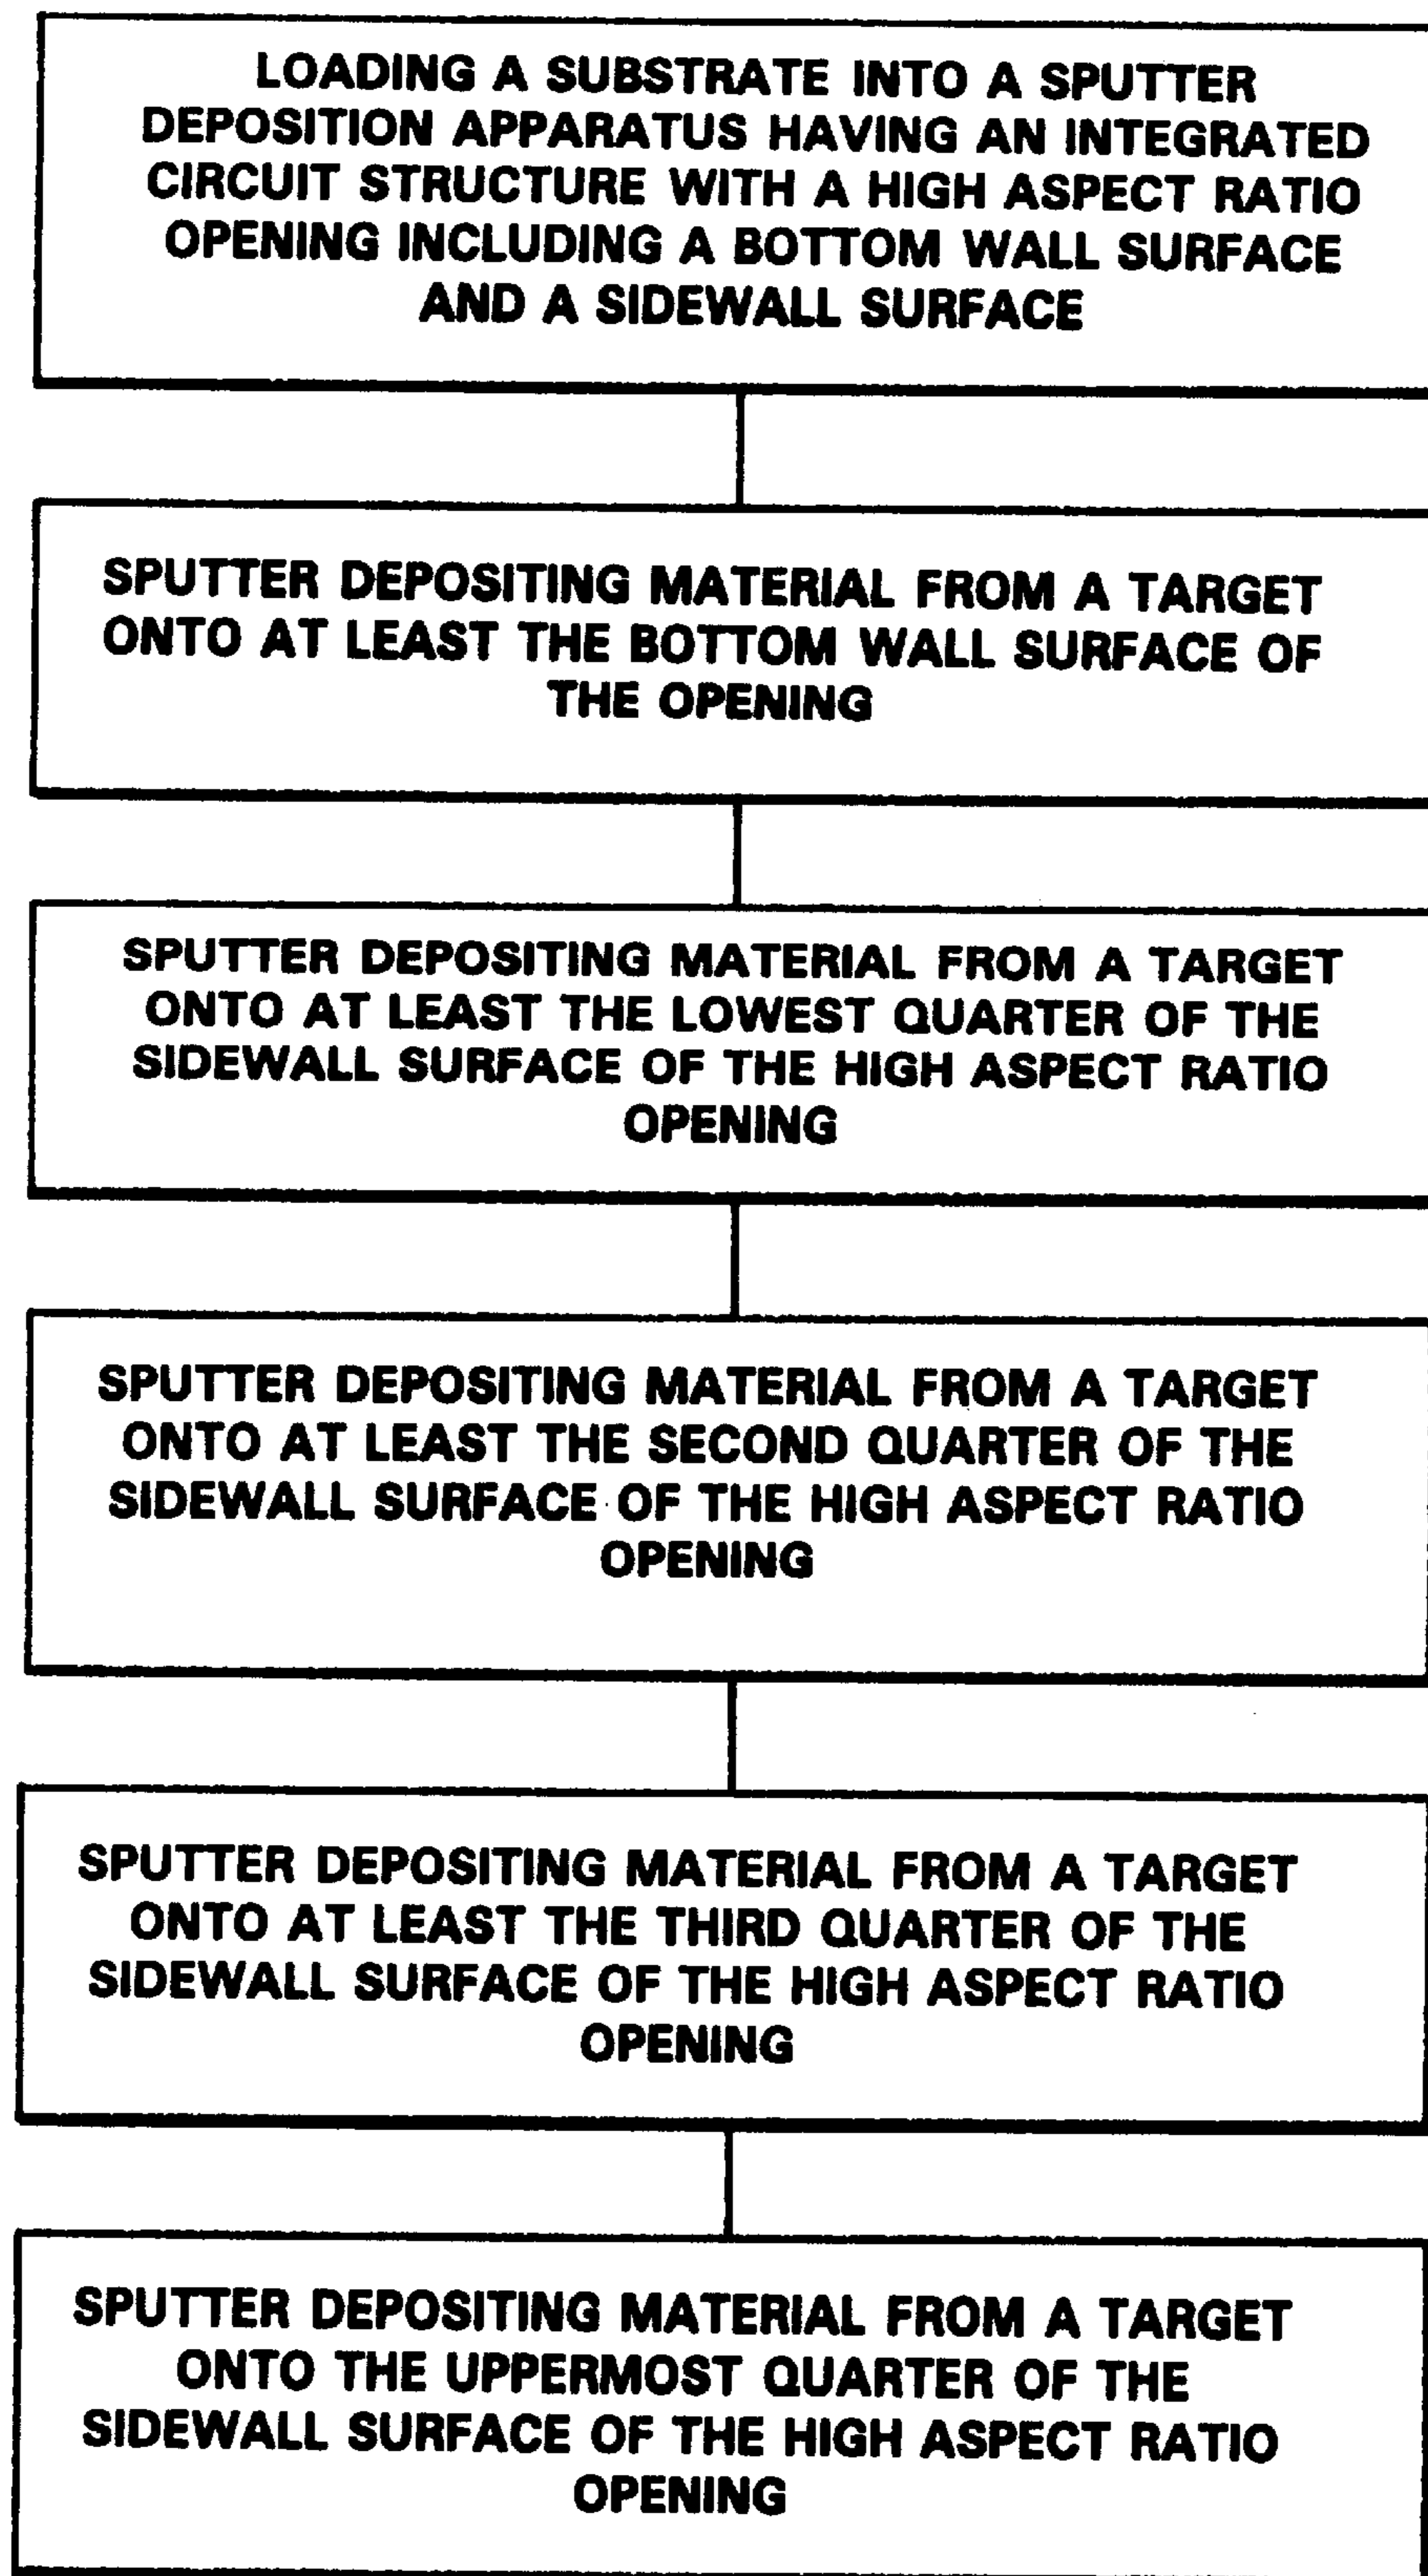 LOADING A SUBSTRATE INTO A SPUTTER
DEPOSITION APPARATUS HAVING AN INTEGRATED
CIRCUIT STRUCTURE WITH A HIGH ASPECT RATIO
OPENING INCLUDING A BOTTOM WALL SURFACE
AND A SIDEWALL SURFACE
SPUTTER DEPOSITING MATERIAL FROM A TARGET
ONTO AT LEAST THE BOTTOM WALL SURFACE OF
THE OPENING
SPUTTER DEPOSITING MATERIAL FROM A TARGET
ONTO AT LEAST THE LOWEST QUARTER OF THE
SIDEWALL SURFACE OF THE HIGH ASPECT RATIO
OPENING
SPUTTER DEPOSITING MATERIAL FROM A TARGET
ONTO AT LEAST THE SECOND QUARTER OF THE
SIDEWALL SURFACE OF THE HIGH ASPECT RATIO
OPENING
SPUTTER DEPOSITING MATERIAL FROM A TARGET
ONTO AT LEAST THE THIRD QUARTER OF THE
SIDEWALL SURFACE OF THE HIGH ASPECT RATIO
OPENING
SPUTTER DEPOSITING MATERIAL FROM A TARGET
ONTO THE UPPERMOST QUARTER OF THE
SIDEWALL SURFACE OF THE HIGH ASPECT RATIO
OPENING